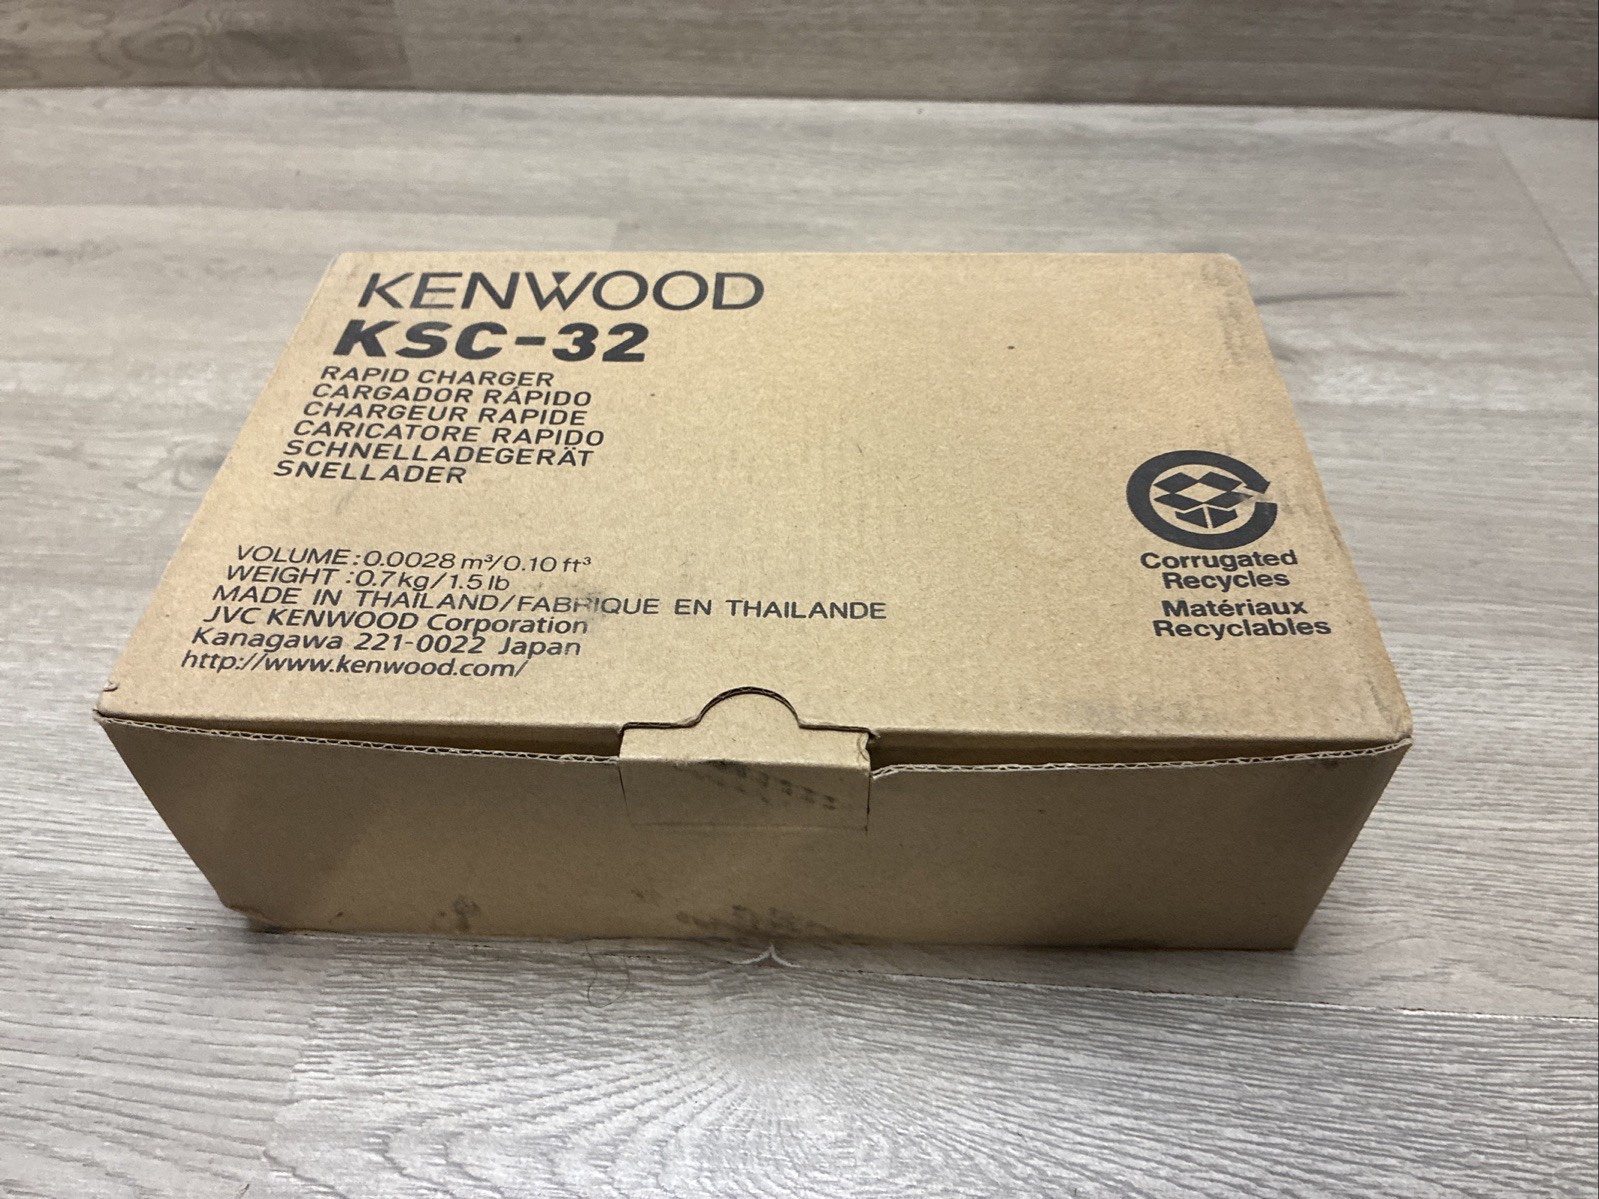 KENWOOD
KSC-32
RAPID CHARGER
CARGADOR RÁPIDO
CHARGEUR RAPIDE
CARICATORE RAPIDO
SCHNELLADEGERÄT
SNELLADER
VOLUME:0.0028 m³/0.10 ft³
WEIGHT :0.7kg/1.5 lb
MADE IN THAILAND/FABRIQUE EN THAILANDE
JVC KENWOOD Corporation
Kanagawa 221-0022 Japan
http://www.kenwood.com/
Corrugated
Recycles
Matériaux
Recyclables